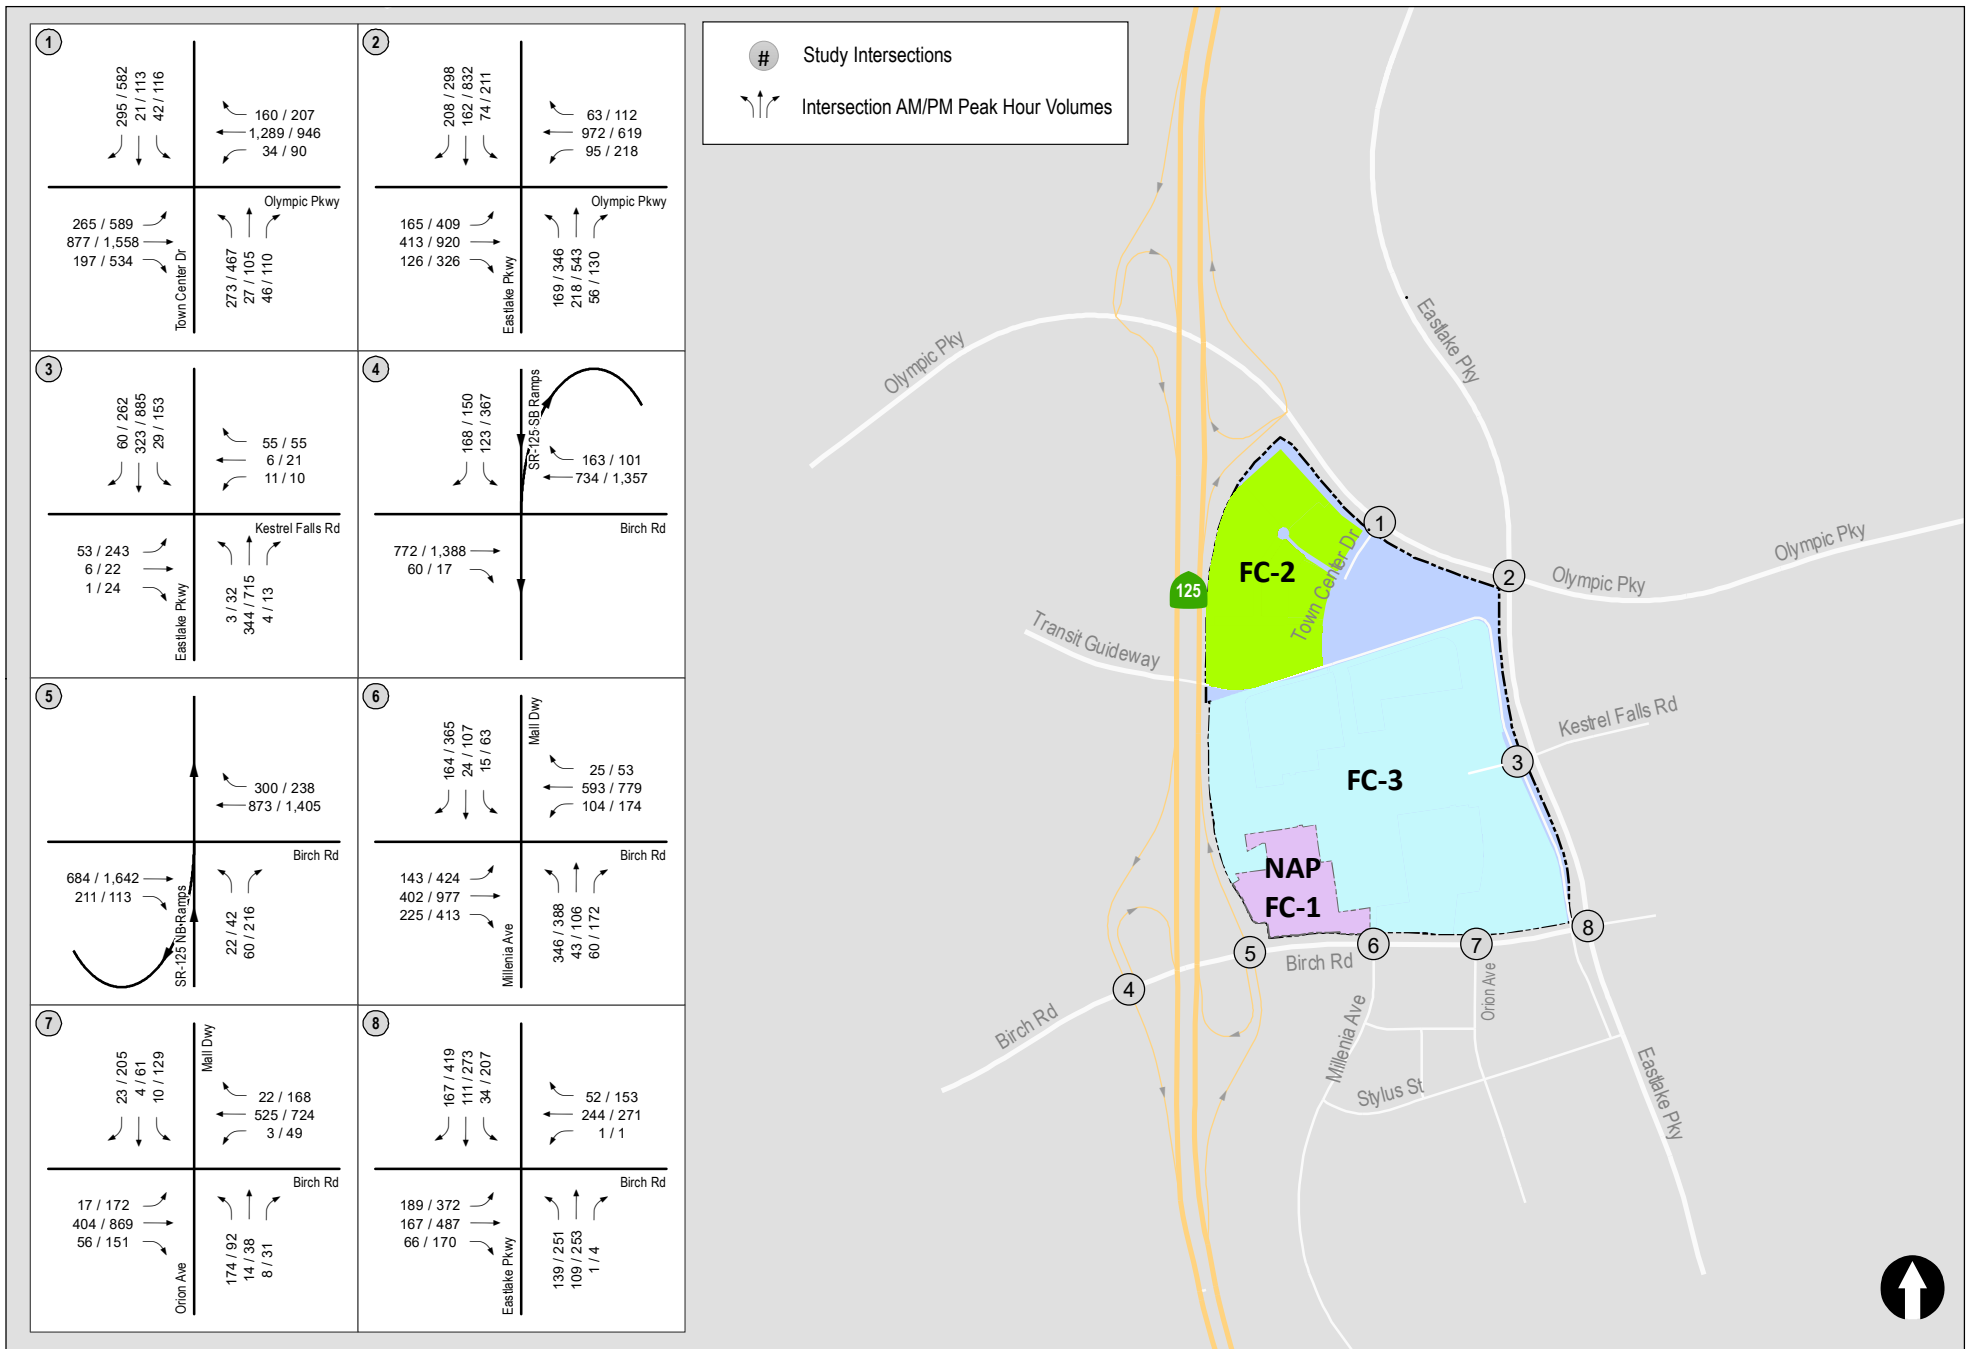 1
295 / 582
21 / 113
42 / 116
160 / 207
1,289 / 946
34 / 90
Olympic Pkwy
265 / 589
877 / 1,558
197 / 534
Town Center Dr
273 / 467
27 / 105
46 / 110
2
208 / 298
162 / 832
74 / 211
63 / 112
972 / 619
95 / 218
Olympic Pkwy
165 / 409
413 / 920
126 / 326
Eastlake Pkwy
169 / 346
218 / 543
56 / 130
3
60 / 262
323 / 885
29 / 153
55 / 55
6 / 21
11 / 10
Kestrel Falls Rd
53 / 243
6 / 22
1 / 24
Eastlake Pkwy
3 / 32
344 / 715
4 / 13
4
168 / 150
123 / 367
SR-125 SB Ramps
163 / 101
734 / 1,357
Birch Rd
772 / 1,388
60 / 17
5
300 / 238
873 / 1,405
Birch Rd
684 / 1,642
211 / 113
SR-125 NB Ramps
22 / 42
60 / 216
6
164 / 365
24 / 107
15 / 63
Mall Dwy
25 / 53
593 / 779
104 / 174
Birch Rd
143 / 424
402 / 977
225 / 413
Millenia Ave
346 / 388
43 / 106
60 / 172
7
23 / 205
4 / 61
10 / 129
Mall Dwy
22 / 168
525 / 724
3 / 49
Birch Rd
17 / 172
404 / 869
56 / 151
Orion Ave
174 / 92
14 / 38
8 / 31
8
167 / 419
111 / 273
34 / 207
52 / 153
244 / 271
1 / 1
Birch Rd
189 / 372
167 / 487
66 / 170
Eastlake Pkwy
139 / 251
109 / 253
1 / 4
# Study Intersections
Intersection AM/PM Peak Hour Volumes
Olympic Pky
Eastlake Pky
1
Town Center Dr
FC-2
2
Olympic Pky
Olympic Pky
125
Transit Guideway
Kestrel Falls Rd
3
FC-3
NAP
FC-1
8
5
6
7
Birch Rd
4
Birch Rd
Millenia Ave
Orion Ave
Stylus St
Eastlake Pky